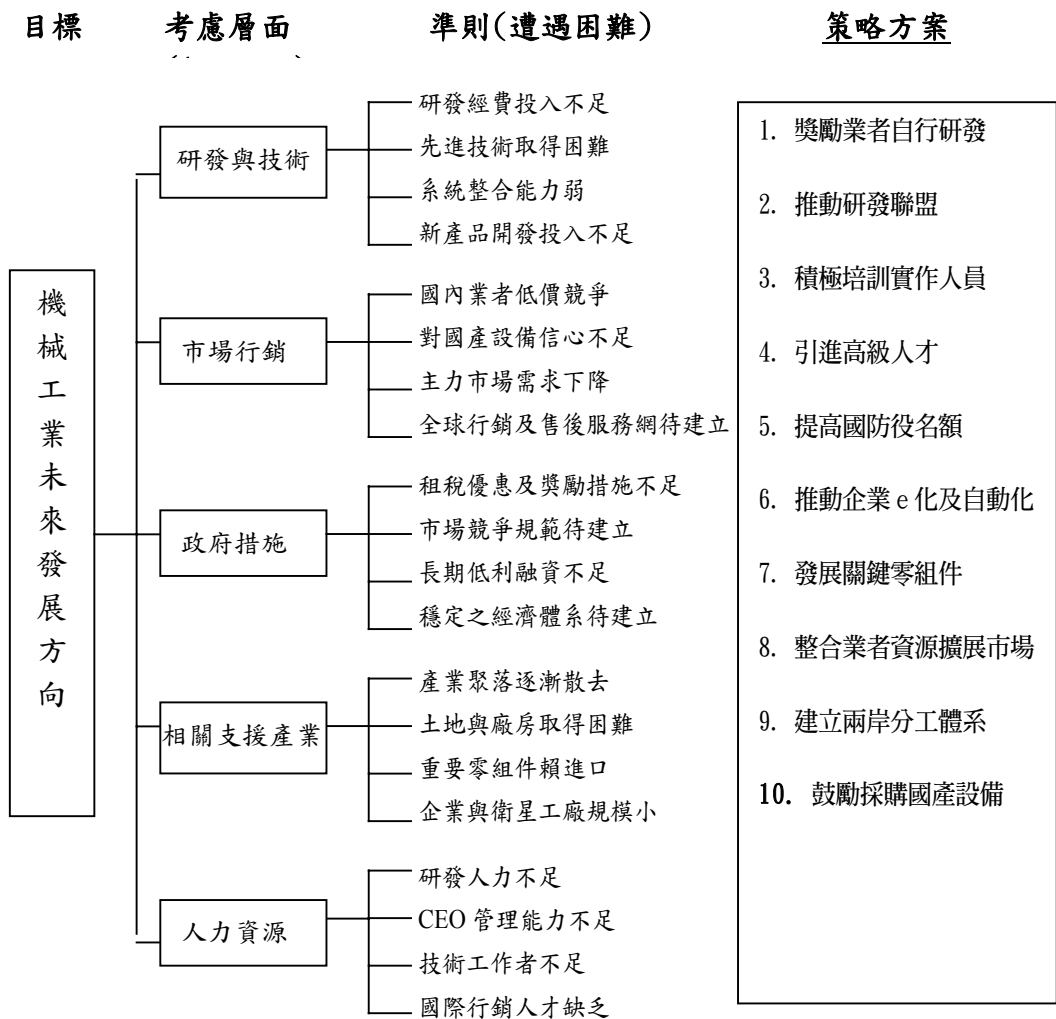 目標 考慮層面 準則(遭遇困難) 策略方案
機械工業未來發展方向
研發與技術
研發經費投入不足
先進技術取得困難
系統整合能力弱
新產品開發投入不足
市場行銷
國內業者低價競爭
對國產設備信心不足
主力市場需求下降
全球行銷及售後服務網待建立
政府措施
租稅優惠及獎勵措施不足
市場競爭規範待建立
長期低利融資不足
穩定之經濟體系待建立
相關支援產業
產業聚落逐漸散去
土地與廠房取得困難
重要零組件賴進口
企業與衛星工廠規模小
人力資源
研發人力不足
CEO 管理能力不足
技術工作者不足
國際行銷人才缺乏
1. 獎勵業者自行研發
2. 推動研發聯盟
3. 積極培訓實作人員
4. 引進高級人才
5. 提高國防役名額
6. 推動企業 e 化及自動化
7. 發展關鍵零組件
8. 整合業者資源擴展市場
9. 建立兩岸分工體系
10. 鼓勵採購國產設備